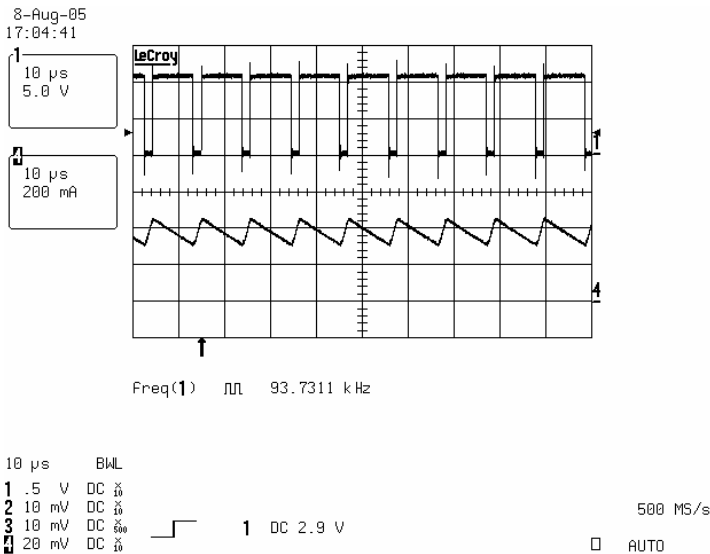 8-Aug-05
17:04:41
LeCroy
1
10 µs
5.0 V
1
4
10 µs
200 mA
4
Freq(1) 93.7311 kHz
10 µs BWL
1 .5 V DC X10
2 10 mV DC X10
3 10 mV DC X500
4 20 mV DC X10
1 DC 2.9 V
500 MS/s
AUTO